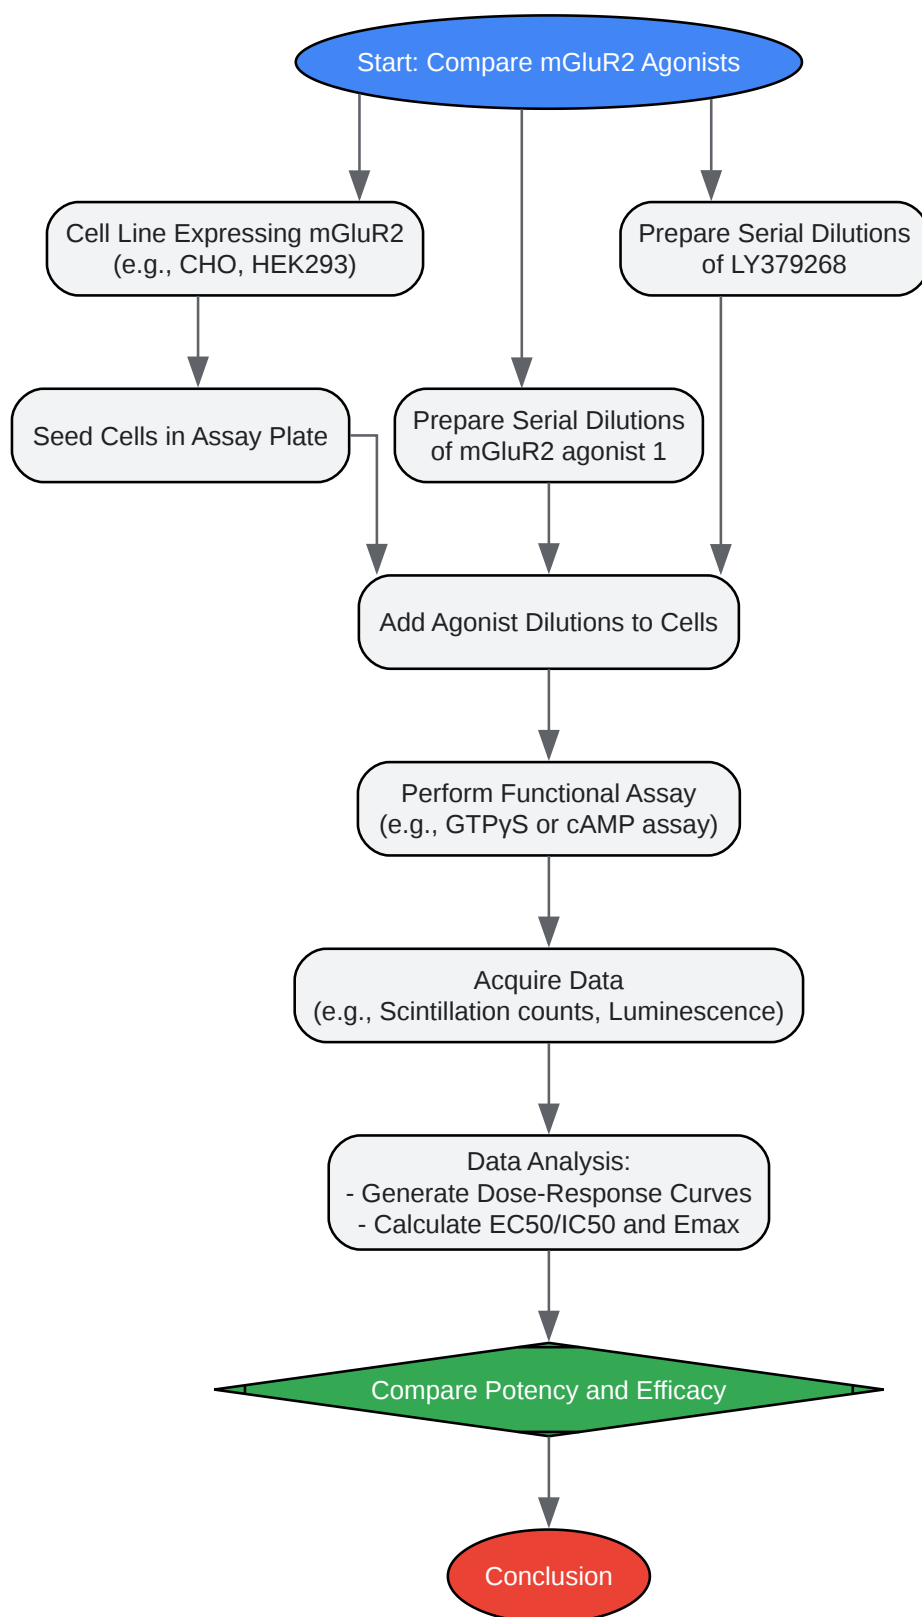 Start: Compare mGluR2 Agonists
Cell Line Expressing mGluR2
(e.g., CHO, HEK293)
Prepare Serial Dilutions
of LY379268
Seed Cells in Assay Plate
Prepare Serial Dilutions
of mGluR2 agonist 1
Add Agonist Dilutions to Cells
Perform Functional Assay
(e.g., GTPγS or cAMP assay)
Acquire Data
(e.g., Scintillation counts, Luminescence)
Data Analysis:
- Generate Dose-Response Curves
- Calculate EC50/IC50 and Emax
Compare Potency and Efficacy
Conclusion